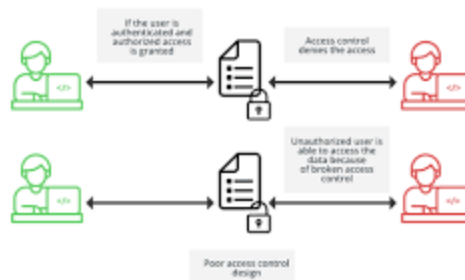 If the user is
authenticated and
authorized access
is granted
Access control
denies the access
</>
</>
Unauthorized user is
able to access the
data because
of broken access
control
</>
</>
Poor access control
design